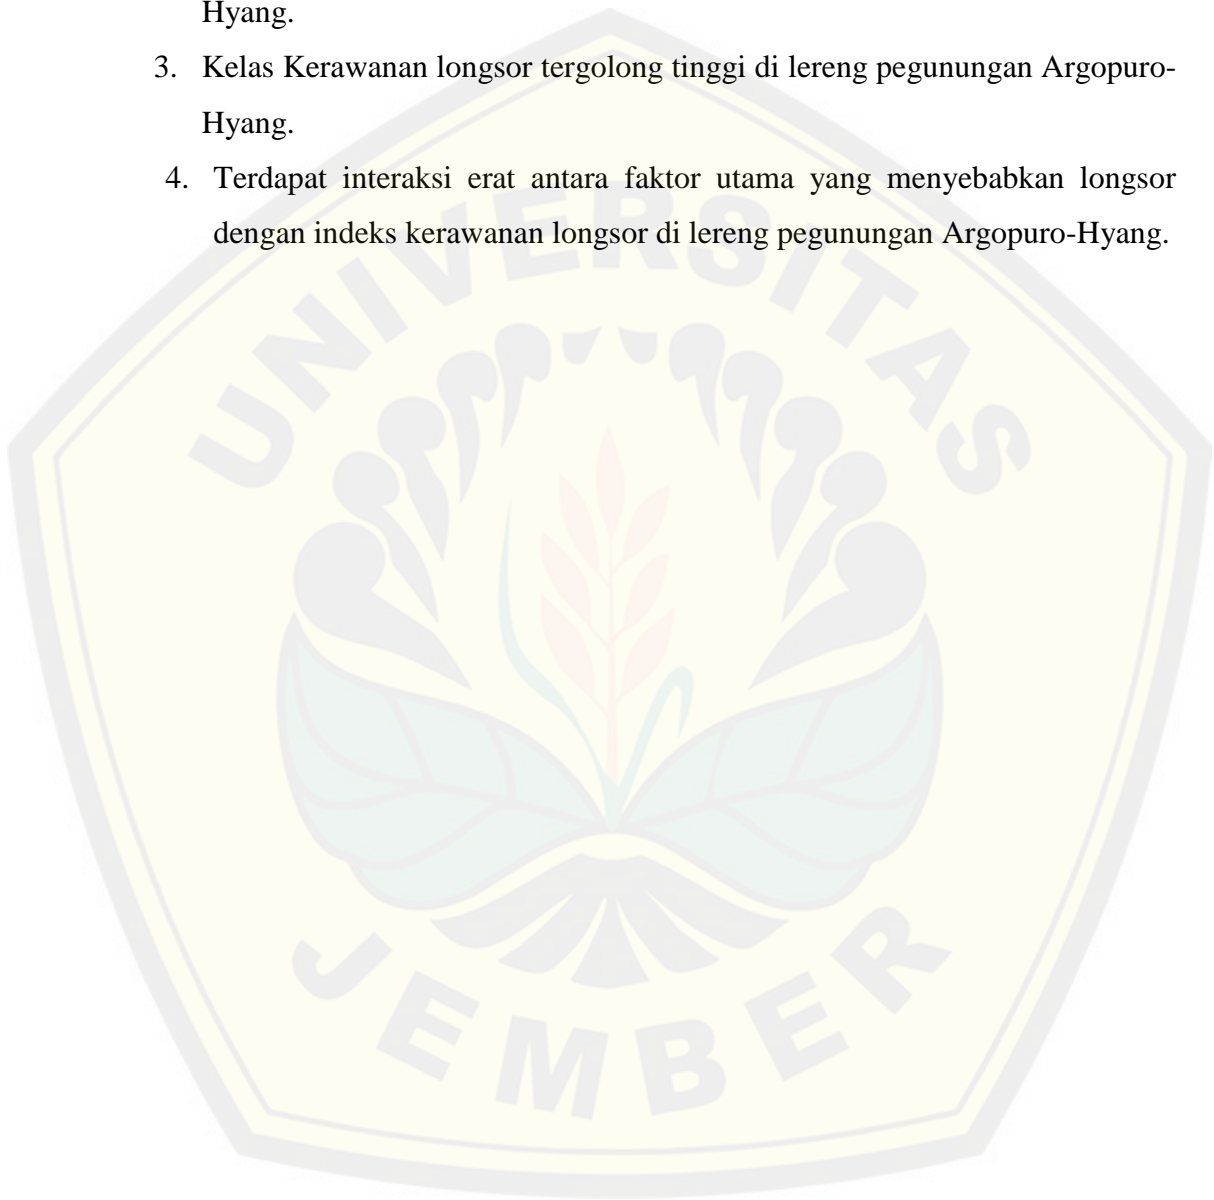 Hyang.
3. Kelas Kerawanan longsor tergolong tinggi di lereng pegunungan Argopuro-
Hyang.
4. Terdapat interaksi erat antara faktor utama yang menyebabkan longsor
dengan indeks kerawanan longsor di lereng pegunungan Argopuro-Hyang.
UNIVERSITAS
JEMBER